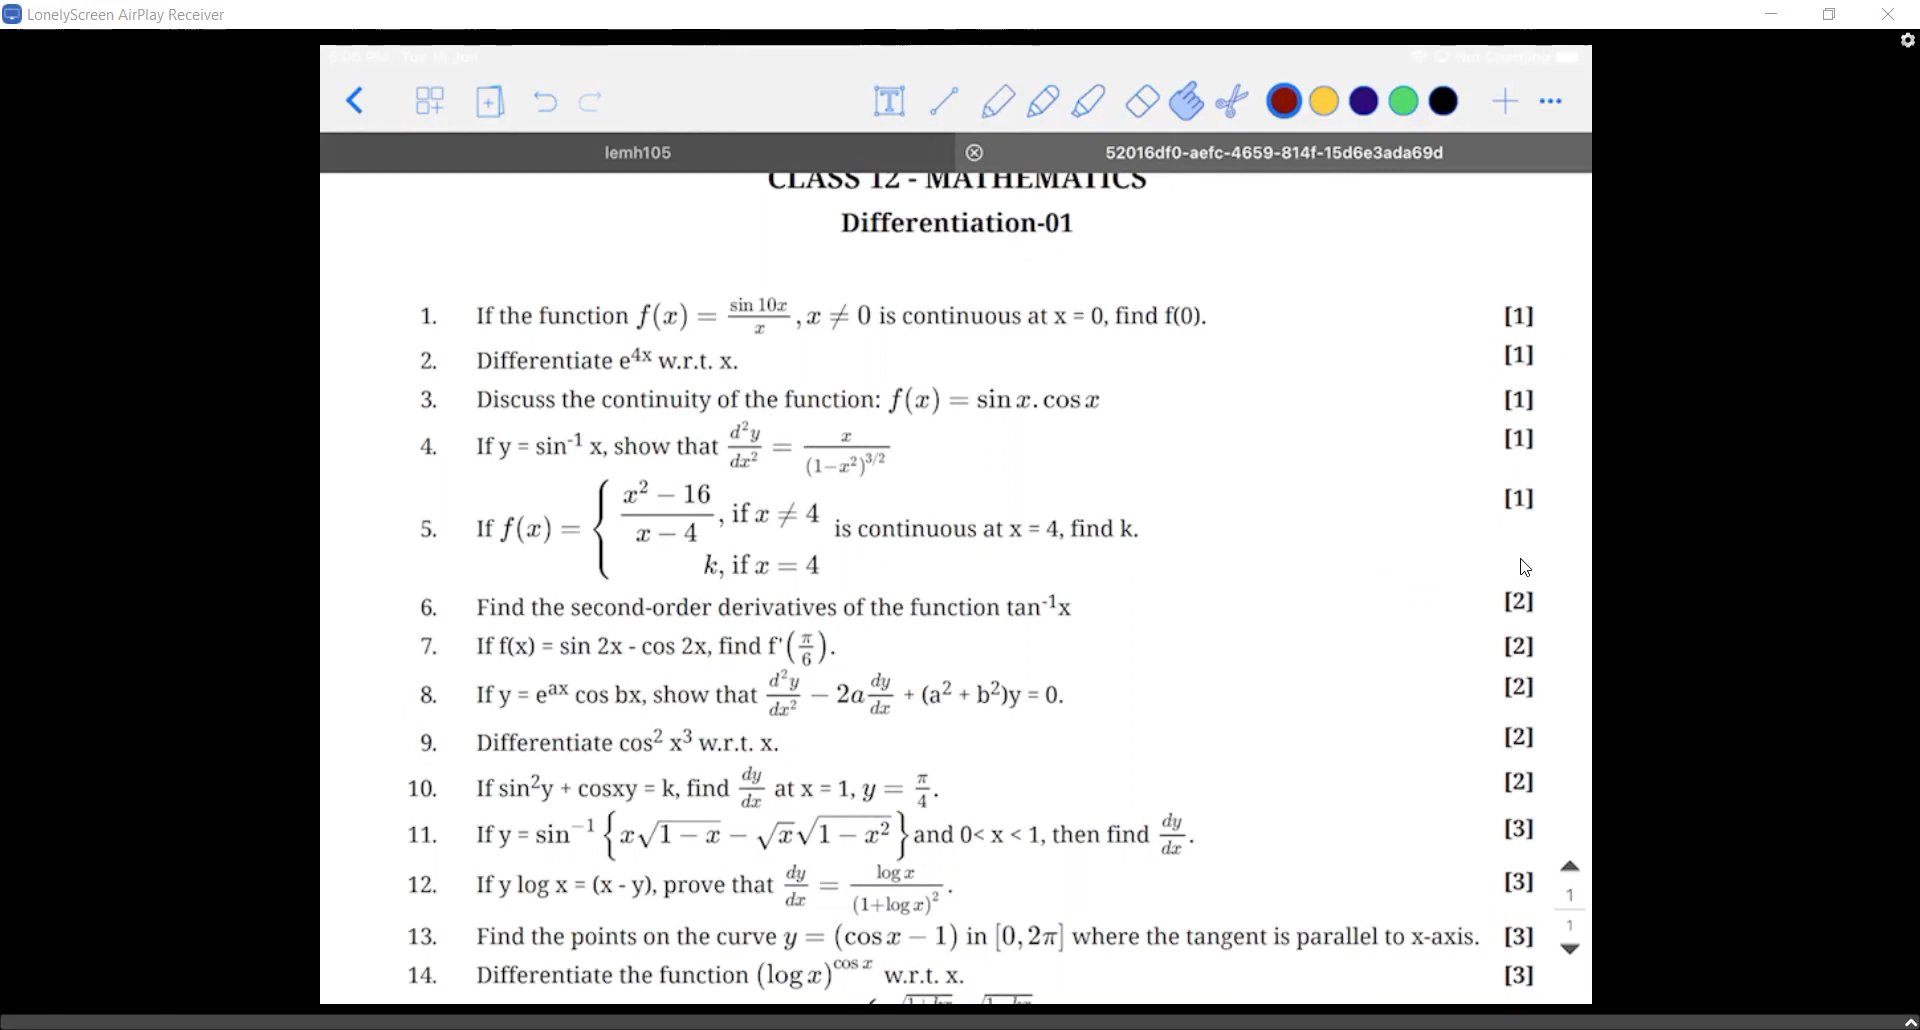 LonelyScreen AirPlay Receiver
T
lemh105
52016df0-aefc-4659-814f-15d6e3ada69d
CLASS 12 - MATHEMATICS
Differentiation-01
1. If the function f(x) = sin 10x / x , x ≠ 0 is continuous at x = 0, find f(0). [1]
2. Differentiate e^4x w.r.t. x. [1]
3. Discuss the continuity of the function: f(x) = sin x. cos x [1]
4. If y = sin⁻¹ x, show that d²y/dx² = x/(1−x²)^3/2 [1]
5. If f(x) = { (x² − 16)/(x − 4), if x ≠ 4 is continuous at x = 4, find k. [1]
k, if x = 4
6. Find the second-order derivatives of the function tan⁻¹x [2]
7. If f(x) = sin 2x - cos 2x, find f'(π/6). [2]
8. If y = e^ax cos bx, show that d²y/dx² − 2a dy/dx + (a² + b²)y = 0. [2]
9. Differentiate cos² x³ w.r.t. x. [2]
10. If sin²y + cosxy = k, find dy/dx at x = 1, y = π/4. [2]
11. If y = sin⁻¹ {x√(1 − x) − √x√(1 − x²)} and 0< x < 1, then find dy/dx. [3]
12. If y log x = (x - y), prove that dy/dx = log x/(1+log x)². [3]
13. Find the points on the curve y = (cos x − 1) in [0, 2π] where the tangent is parallel to x-axis. [3]
14. Differentiate the function (log x)^cos x w.r.t. x. [3]
1
1